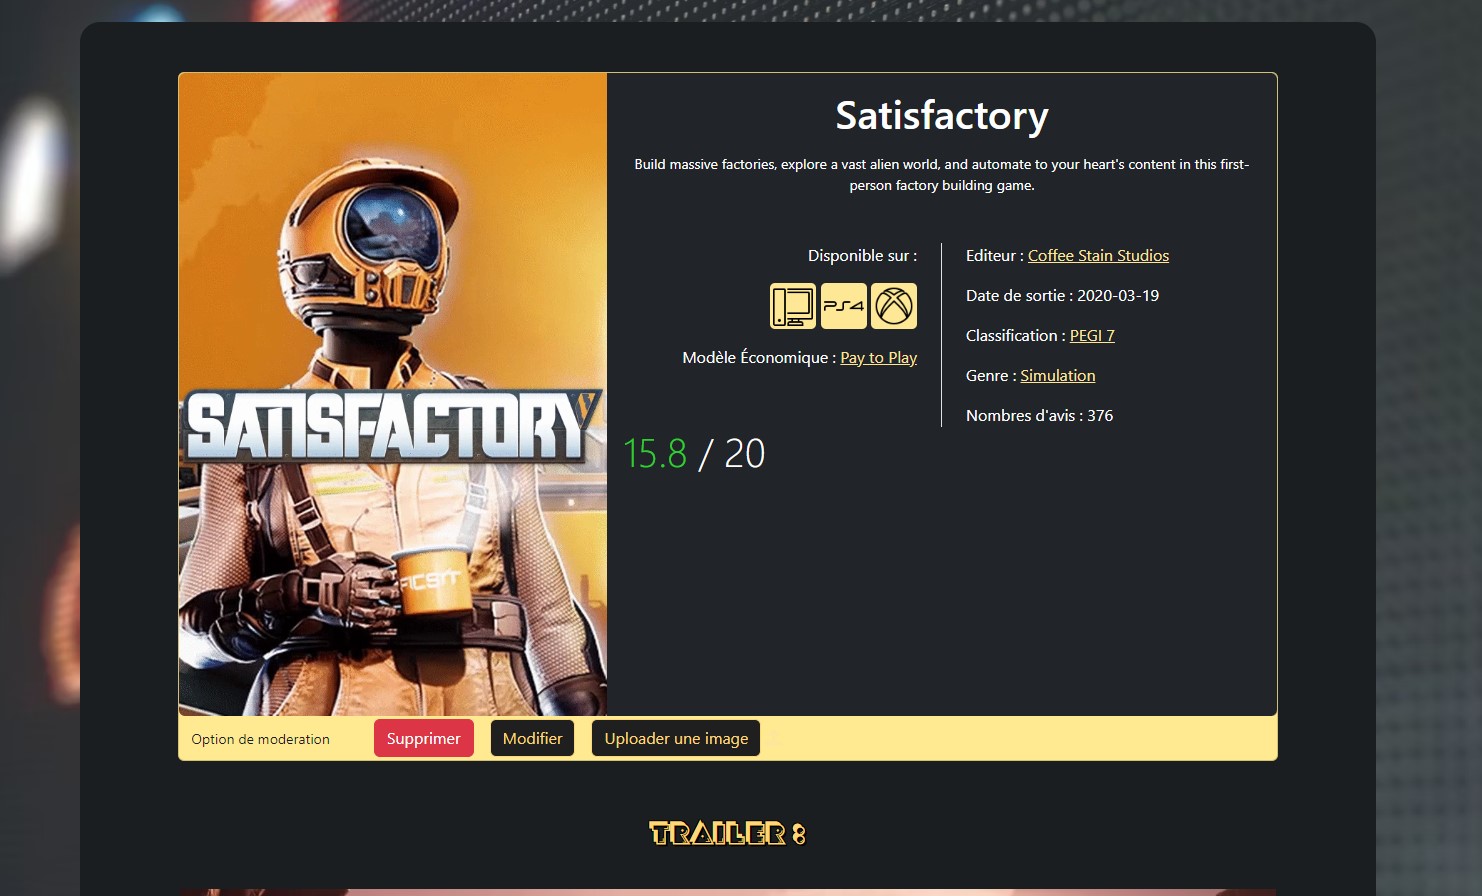 Satisfactory
Build massive factories, explore a vast alien world, and automate to your heart's content in this first-
person factory building game.
Disponible sur :
PS4
Modèle Économique : Pay to Play
Editeur : Coffee Stain Studios
Date de sortie : 2020-03-19
Classification : PEGI 7
Genre : Simulation
Nombres d'avis : 376
15.8 / 20
SATISFACTORY
FICSIT
Option de moderation
Supprimer
Modifier
Uploader une image
TRAILER :